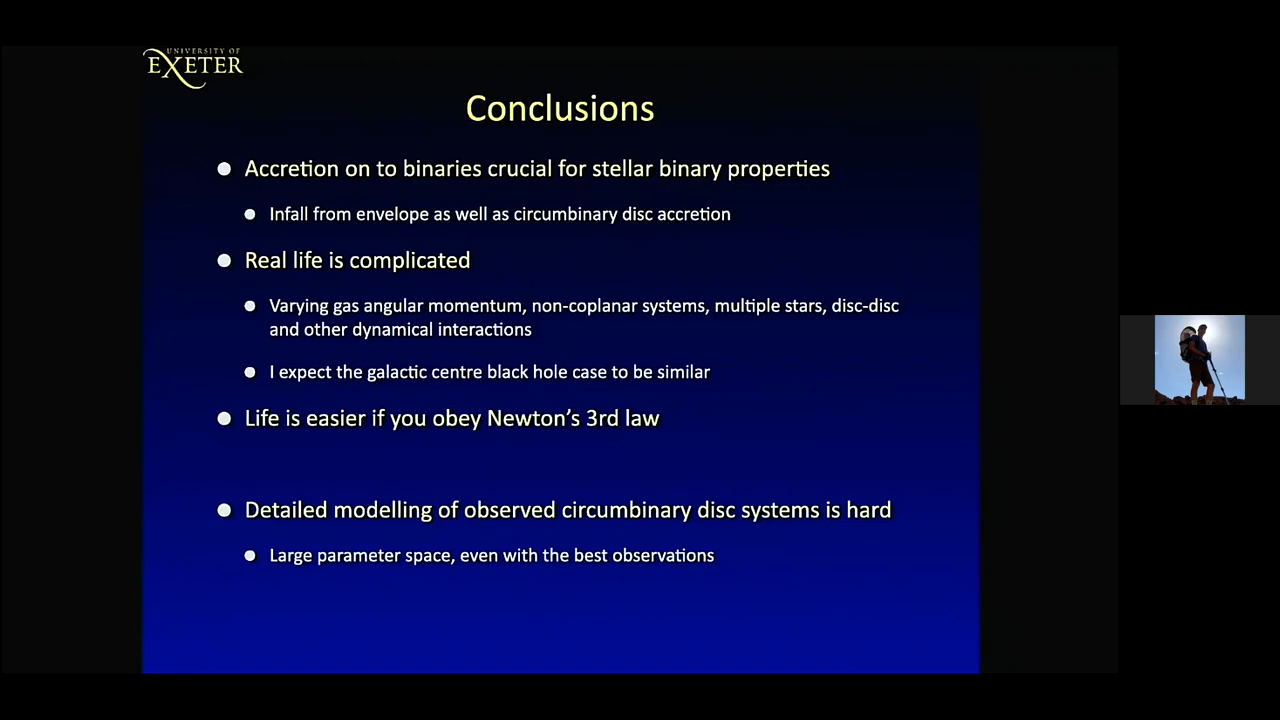 UNIVERSITY OF
EXETER
Conclusions
Accretion on to binaries crucial for stellar binary properties
Infall from envelope as well as circumbinary disc accretion
Real life is complicated
Varying gas angular momentum, non-coplanar systems, multiple stars, disc-disc
and other dynamical interactions
I expect the galactic centre black hole case to be similar
Life is easier if you obey Newton’s 3rd law
Detailed modelling of observed circumbinary disc systems is hard
Large parameter space, even with the best observations